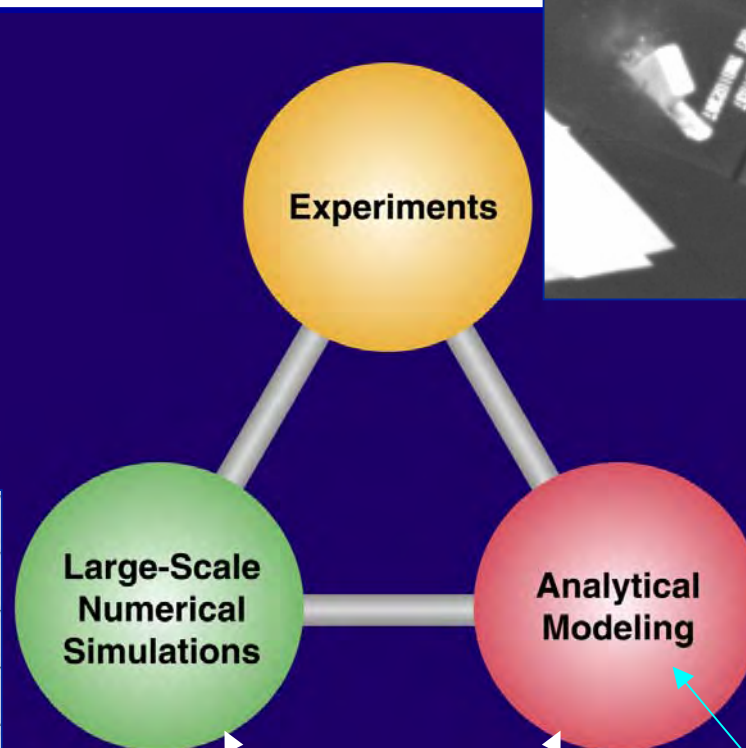 Experiments
Large-Scale
Numerical
Simulations
Analytical
Modeling